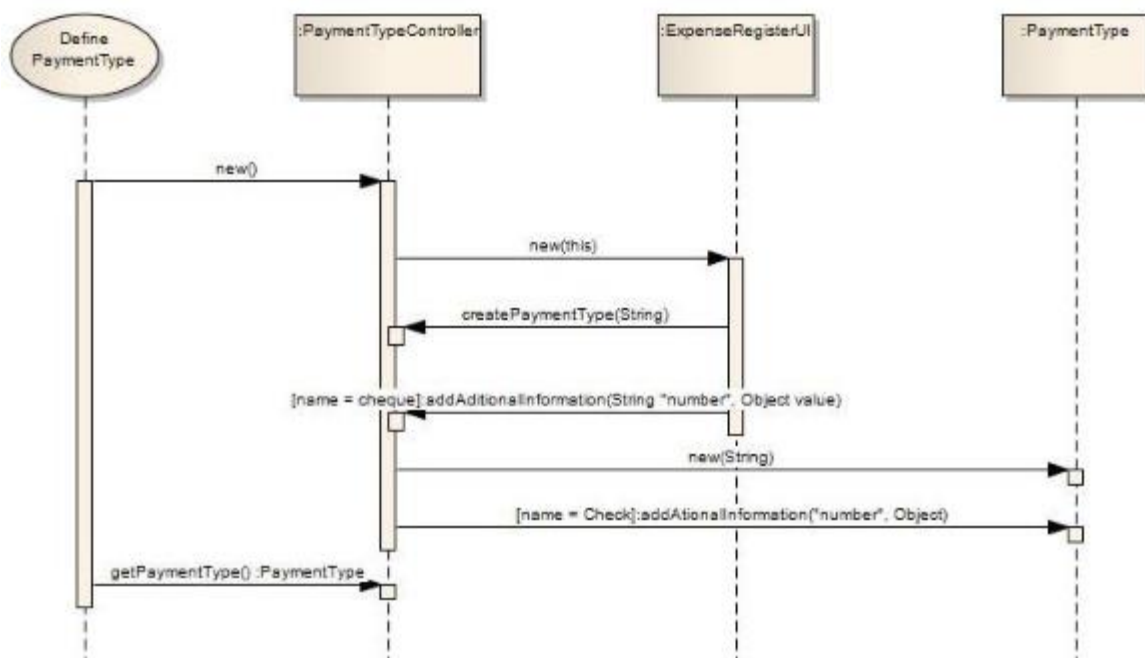 Define
PaymentType
:PaymentTypeController
:ExpenseRegisterUI
:PaymentType
new()
new(this)
createPaymentType(String)
[name = cheque]:addAditionalInformation(String "number", Object value)
new(String)
[name = Check]:addAtionalInformation("number", Object)
getPaymentType() :PaymentType